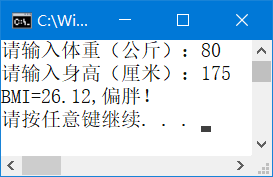 C:\Wi...
请输入体重（公斤）：80
请输入身高（厘米）：175
BMI=26.12,偏胖！
请按任意键继续. . .